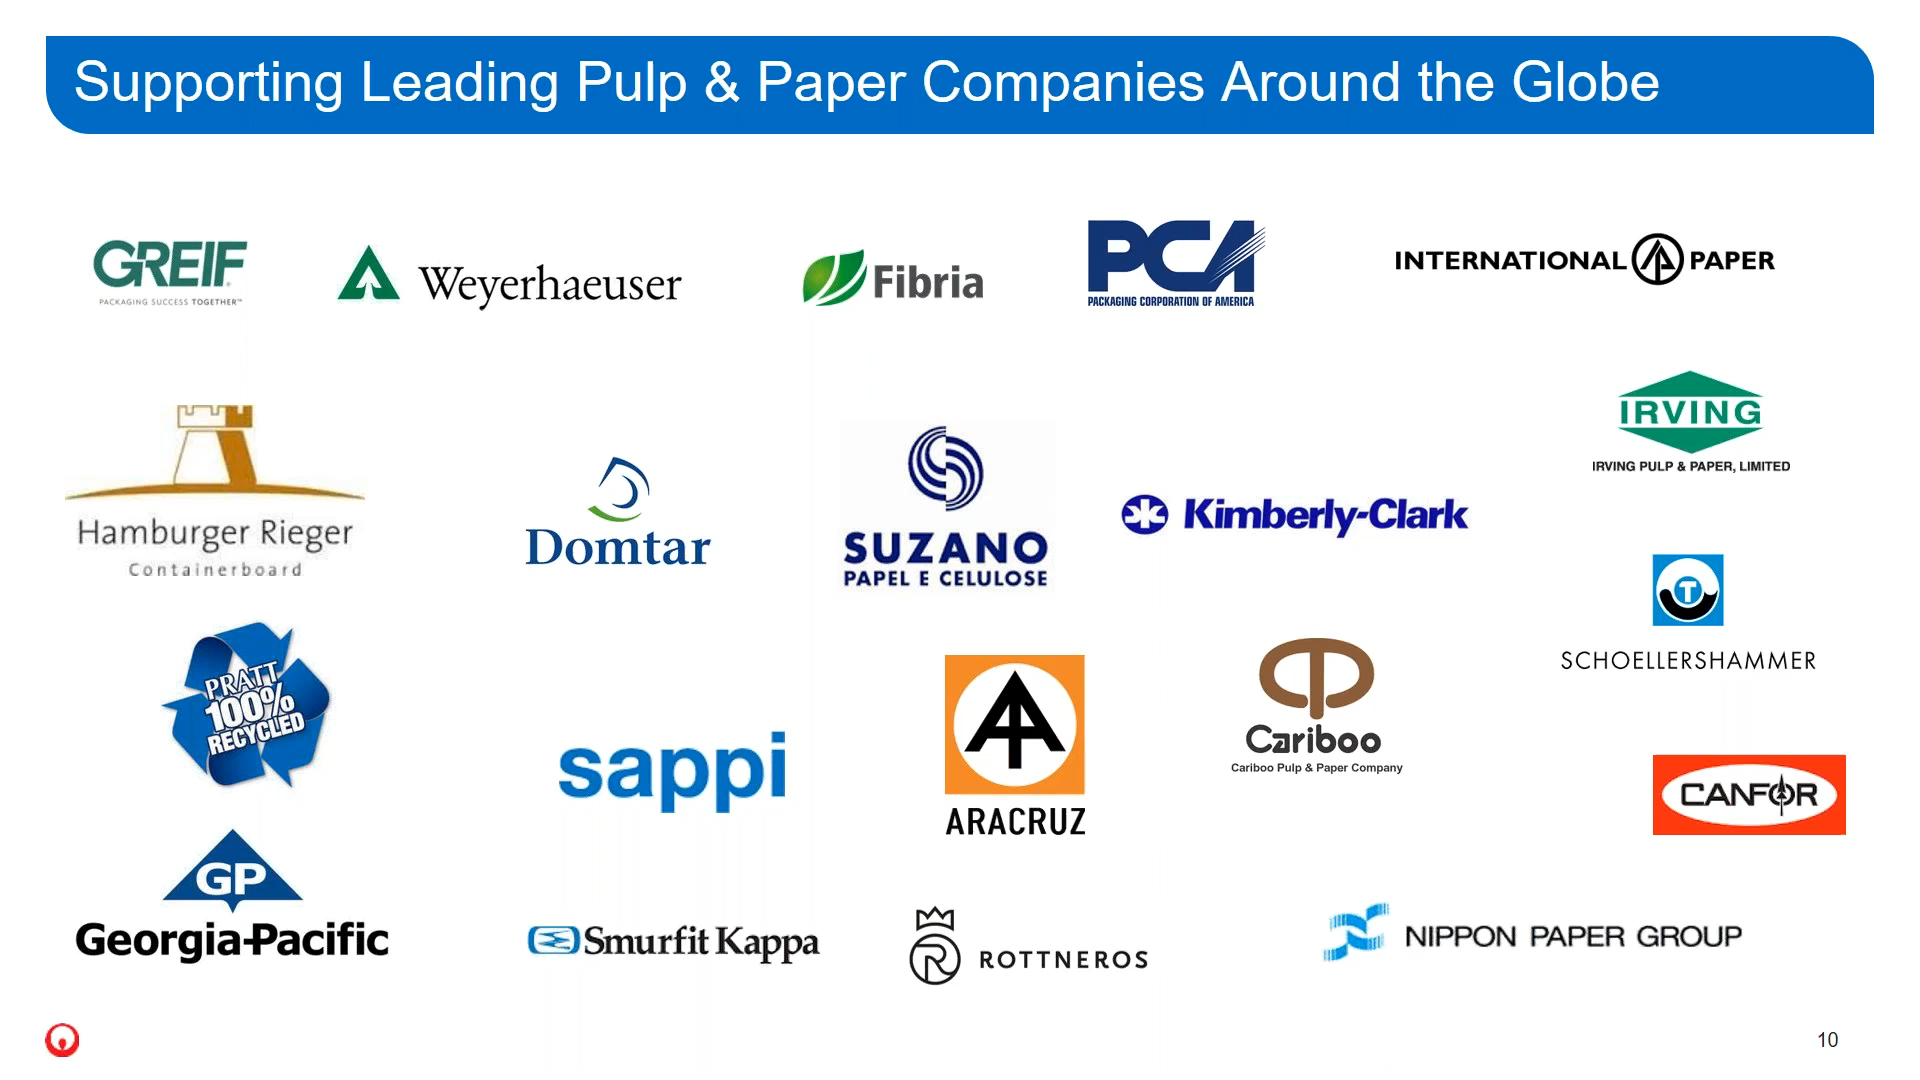 Supporting Leading Pulp & Paper Companies Around the Globe
GREIF
PACKAGING SUCCESS TOGETHER™
Weyerhaeuser
Fibria
PCA
PACKAGING CORPORATION OF AMERICA
INTERNATIONAL PAPER
IRVING
IRVING PULP & PAPER, LIMITED
Hamburger Rieger
Containerboard
Domtar
SUZANO
PAPEL E CELULOSE
Kimberly-Clark
T
SCHOELLERSHAMMER
PRATT
100%
RECYCLED
sappi
ARACRUZ
Cariboo
Cariboo Pulp & Paper Company
CANFOR
GP
Georgia-Pacific
Smurfit Kappa
R
ROTTNEROS
NIPPON PAPER GROUP
10